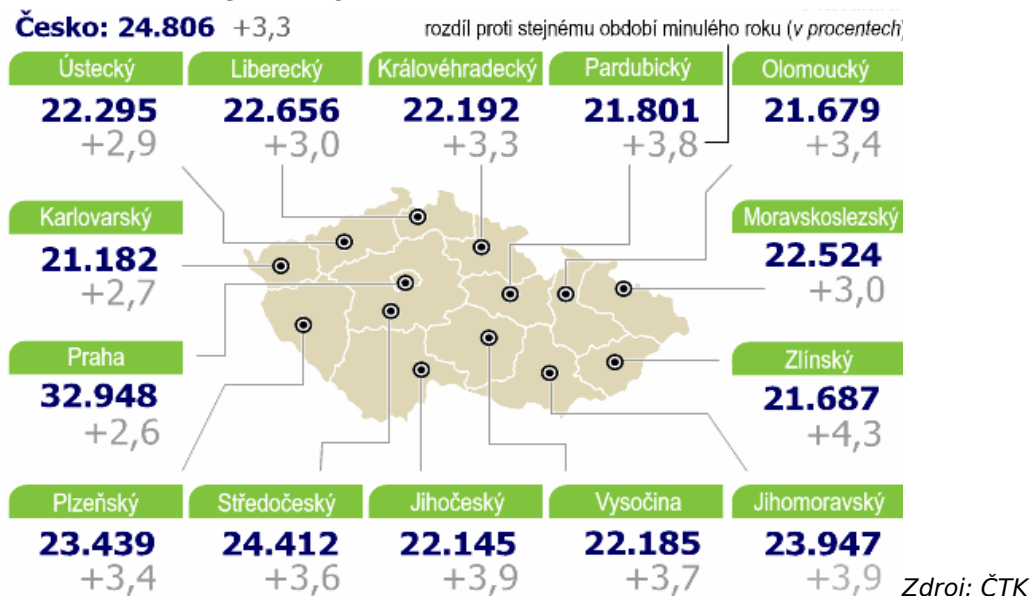 Česko: 24.806 +3,3
rozdíl proti stejnému období minulého roku (v procentech)
Ústecký Liberecký Královéhradecký Pardubický Olomoucký
22.295 22.656 22.192 21.801 21.679
+2,9 +3,0 +3,3 +3,8 +3,4
Karlovarský Moravskoslezský
21.182 22.524
+2,7 +3,0
Praha Zlínský
32.948 21.687
+2,6 +4,3
Plzeňský Středočeský Jihočeský Vysočina Jihomoravský
23.439 24.412 22.145 22.185 23.947
+3,4 +3,6 +3,9 +3,7 +3,9
Zdroj: ČTK